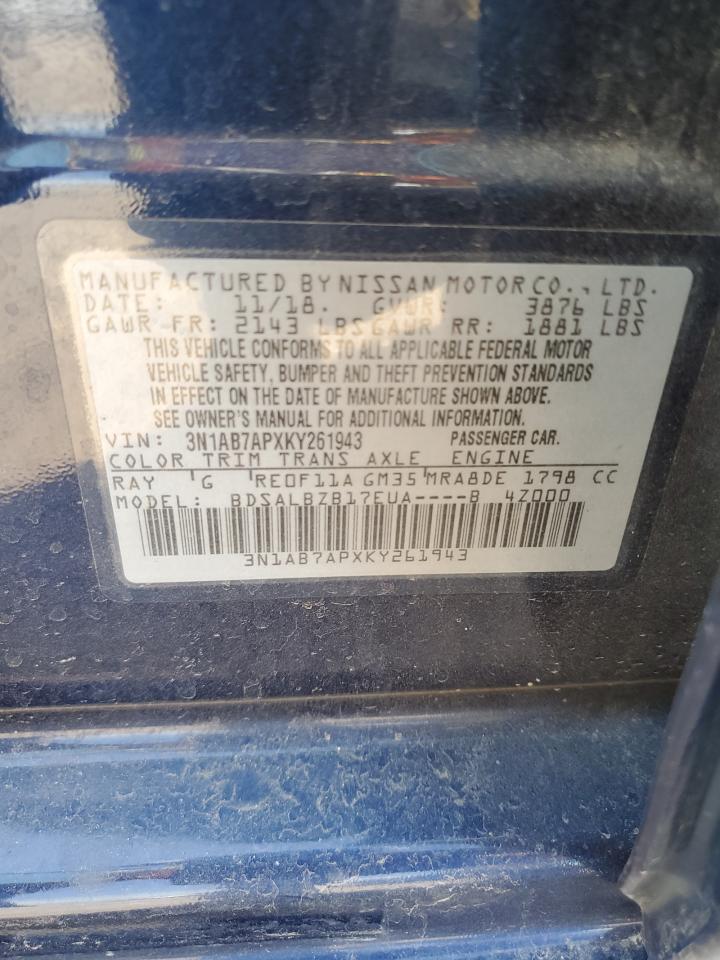 MANUFACTURED BY NISSAN MOTOR CO., LTD.
DATE: 11/18. GVWR: 3876 LBS
GAWR FR: 2143 LBS GAWR RR: 1881 LBS
THIS VEHICLE CONFORMS TO ALL APPLICABLE FEDERAL MOTOR
VEHICLE SAFETY, BUMPER AND THEFT PREVENTION STANDARDS
IN EFFECT ON THE DATE OF MANUFACTURE SHOWN ABOVE.
SEE OWNER'S MANUAL FOR ADDITIONAL INFORMATION.
VIN: 3N1AB7APXKY261943 PASSENGER CAR.
COLOR TRIM TRANS AXLE ENGINE
RAY 'G RE0F11A GM35 'MRA8DE 1798 CC
MODEL: BDSALBZB17EUA----B 4Z000
3N1AB7APXKY261943